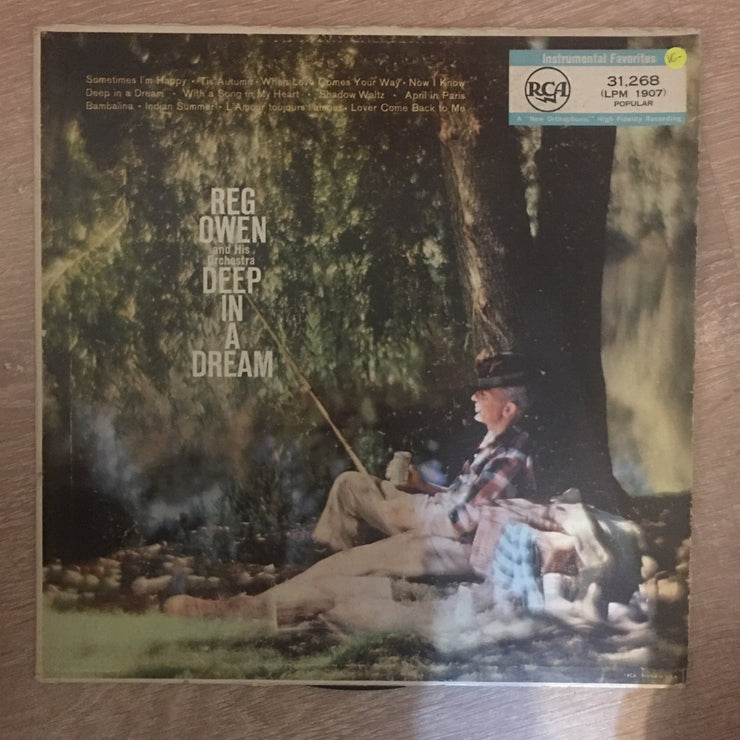 Sometimes I'm Happy • 'Tis Autumn • When Love Comes Your Way • Now I Know
Deep in a Dream • With a Song in My Heart • Shadow Waltz • April in Paris
Bambalina • Indian Summer • L'Amour toujours l'amour • Lover Come Back to Me
Instrumental Favorites
VG-
RCA
31,268
(LPM 1907)
POPULAR
A "New Orthophonic" High Fidelity Recording
REG
OWEN
and His
Orchestra
DEEP
IN
A
DREAM